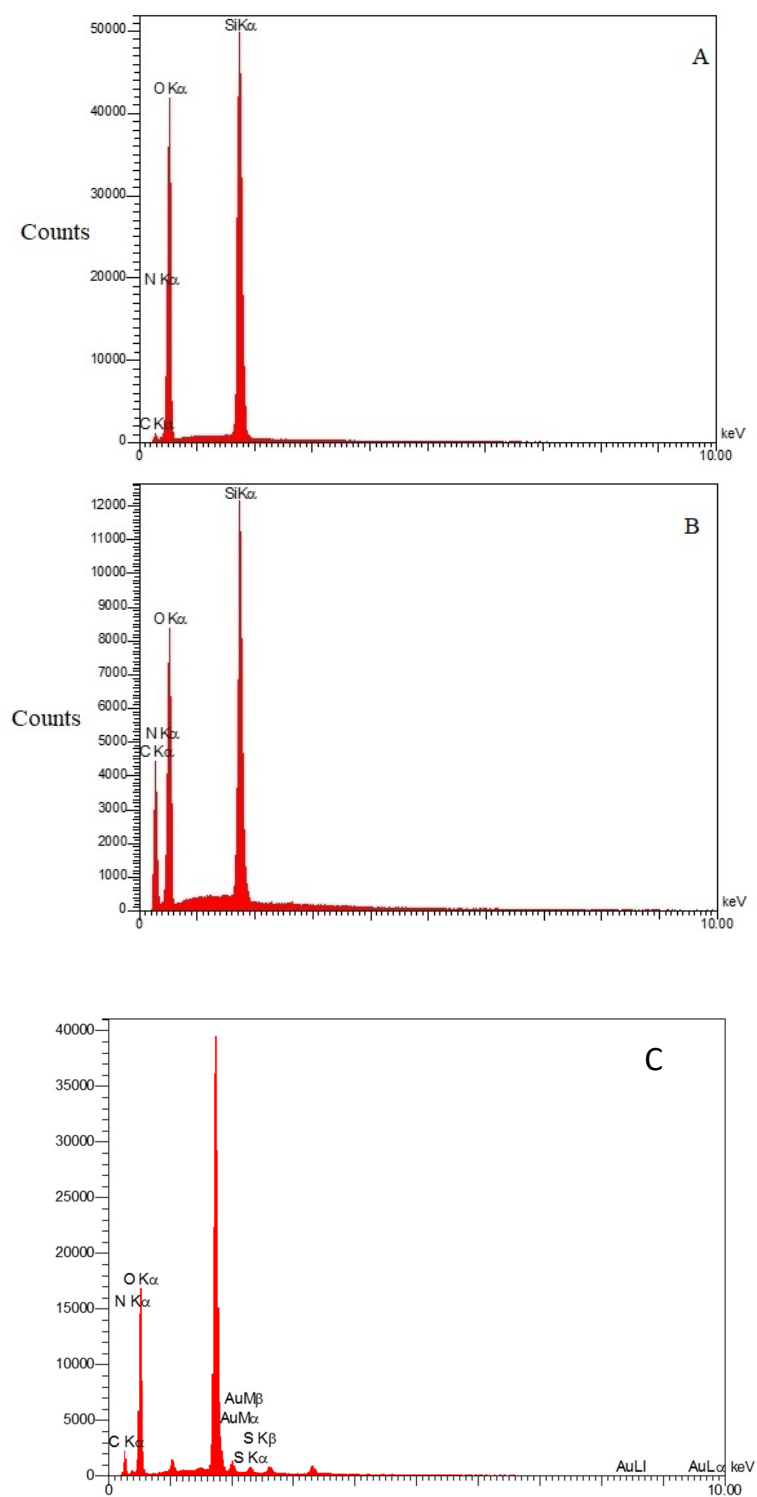 50000
SiKα
A
OKα
40000
30000
Counts
20000
N Kα
10000
C Kα
0
keV
0
10.00
SiKα
12000
B
11000
10000
9000
OKα
8000
7000
6000
Counts
N Kα
5000
C Kα
4000
3000
2000
1000
0
keV
0
10.00
40000
C
35000
30000
25000
20000
O Kα
N Kα
15000
10000
AuMβ
5000
AuMα
S Kβ
C Kα
S Kα
AuLl
AuLα keV
0
0
10.00